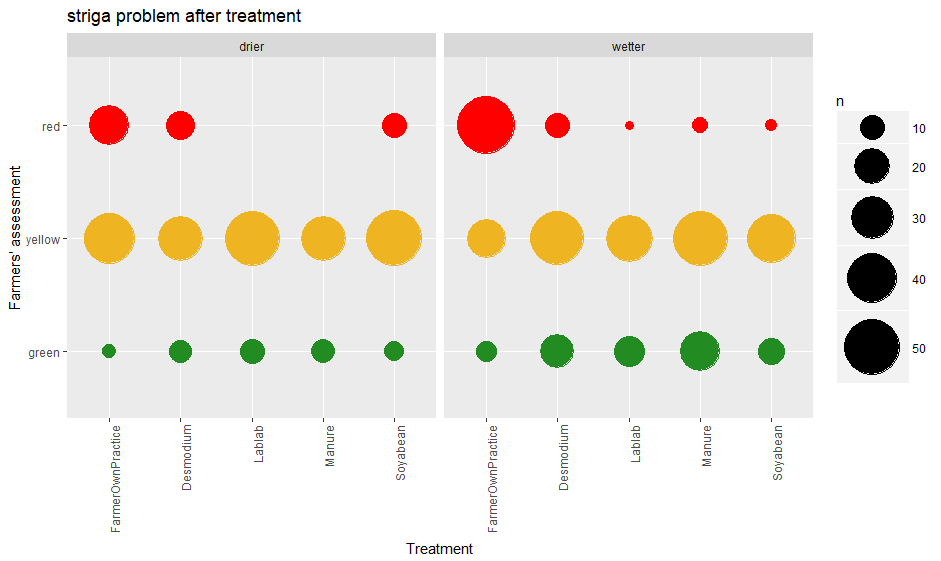 striga problem after treatment
drier
wetter
Farmers' assessment
red
yellow
green
FarmerOwnPractice
Desmodium
Lablab
Manure
Soyabean
FarmerOwnPractice
Desmodium
Lablab
Manure
Soyabean
Treatment
n
10
20
30
40
50